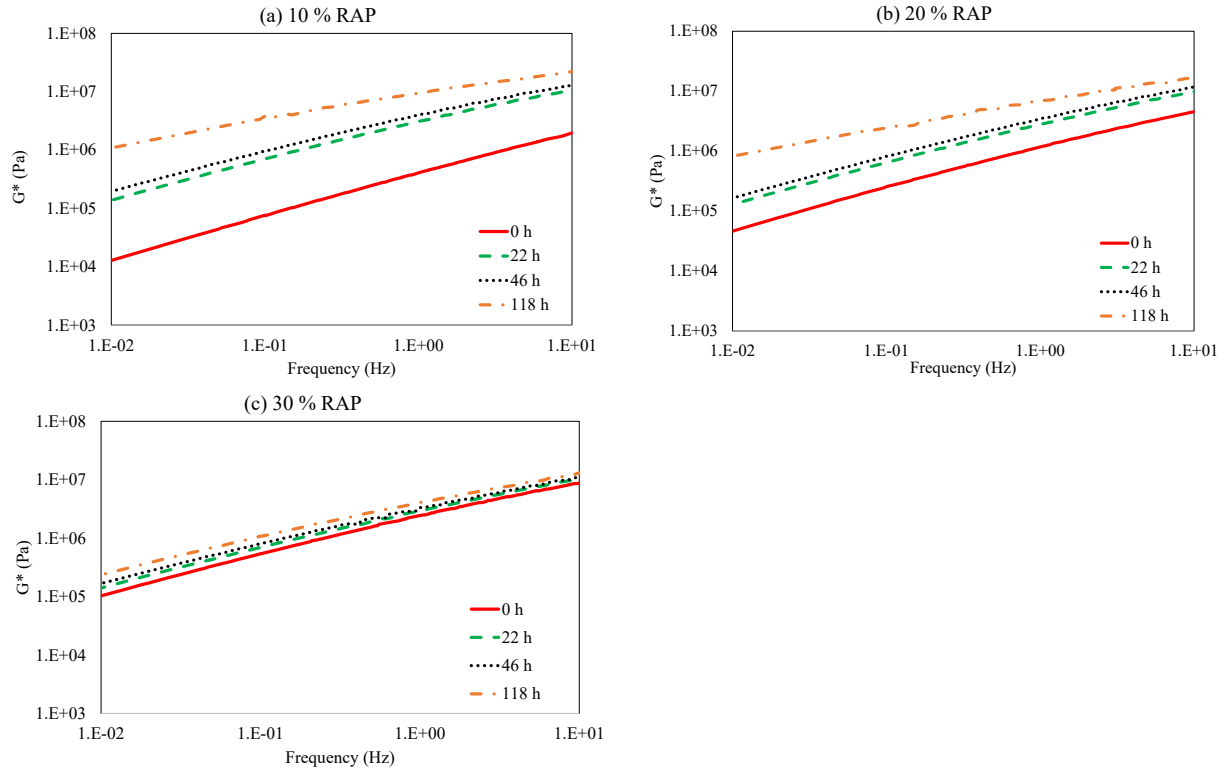 (a) 10 % RAP
1.E+08
1.E+07
1.E+06
1.E+05
1.E+04
1.E+03
G* (Pa)
0 h
22 h
46 h
118 h
1.E-02 1.E-01 1.E+00 1.E+01
Frequency (Hz)
(b) 20 % RAP
1.E+08
1.E+07
1.E+06
1.E+05
1.E+04
1.E+03
G* (Pa)
0 h
22 h
46 h
118 h
1.E-02 1.E-01 1.E+00 1.E+01
Frequency (Hz)
(c) 30 % RAP
1.E+08
1.E+07
1.E+06
1.E+05
1.E+04
1.E+03
G* (Pa)
0 h
22 h
46 h
118 h
1.E-02 1.E-01 1.E+00 1.E+01
Frequency (Hz)